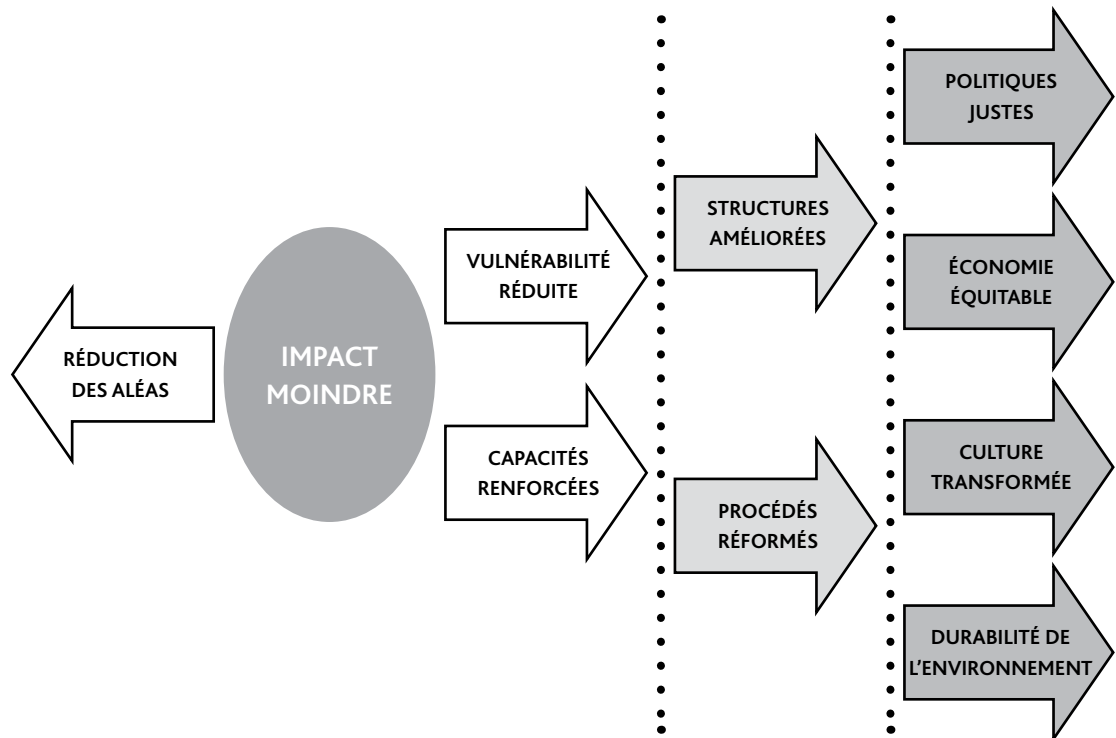 RÉDUCTION
DES ALÉAS
IMPACT
MOINDRE
VULNÉRABILITÉ
RÉDUITE
CAPACITÉS
RENFORCÉES
STRUCTURES
AMÉLIORÉES
PROCÉDÉS
RÉFORMÉS
POLITIQUES
JUSTES
ÉCONOMIE
ÉQUITABLE
CULTURE
TRANSFORMÉE
DURABILITÉ DE
L’ENVIRONNEMENT